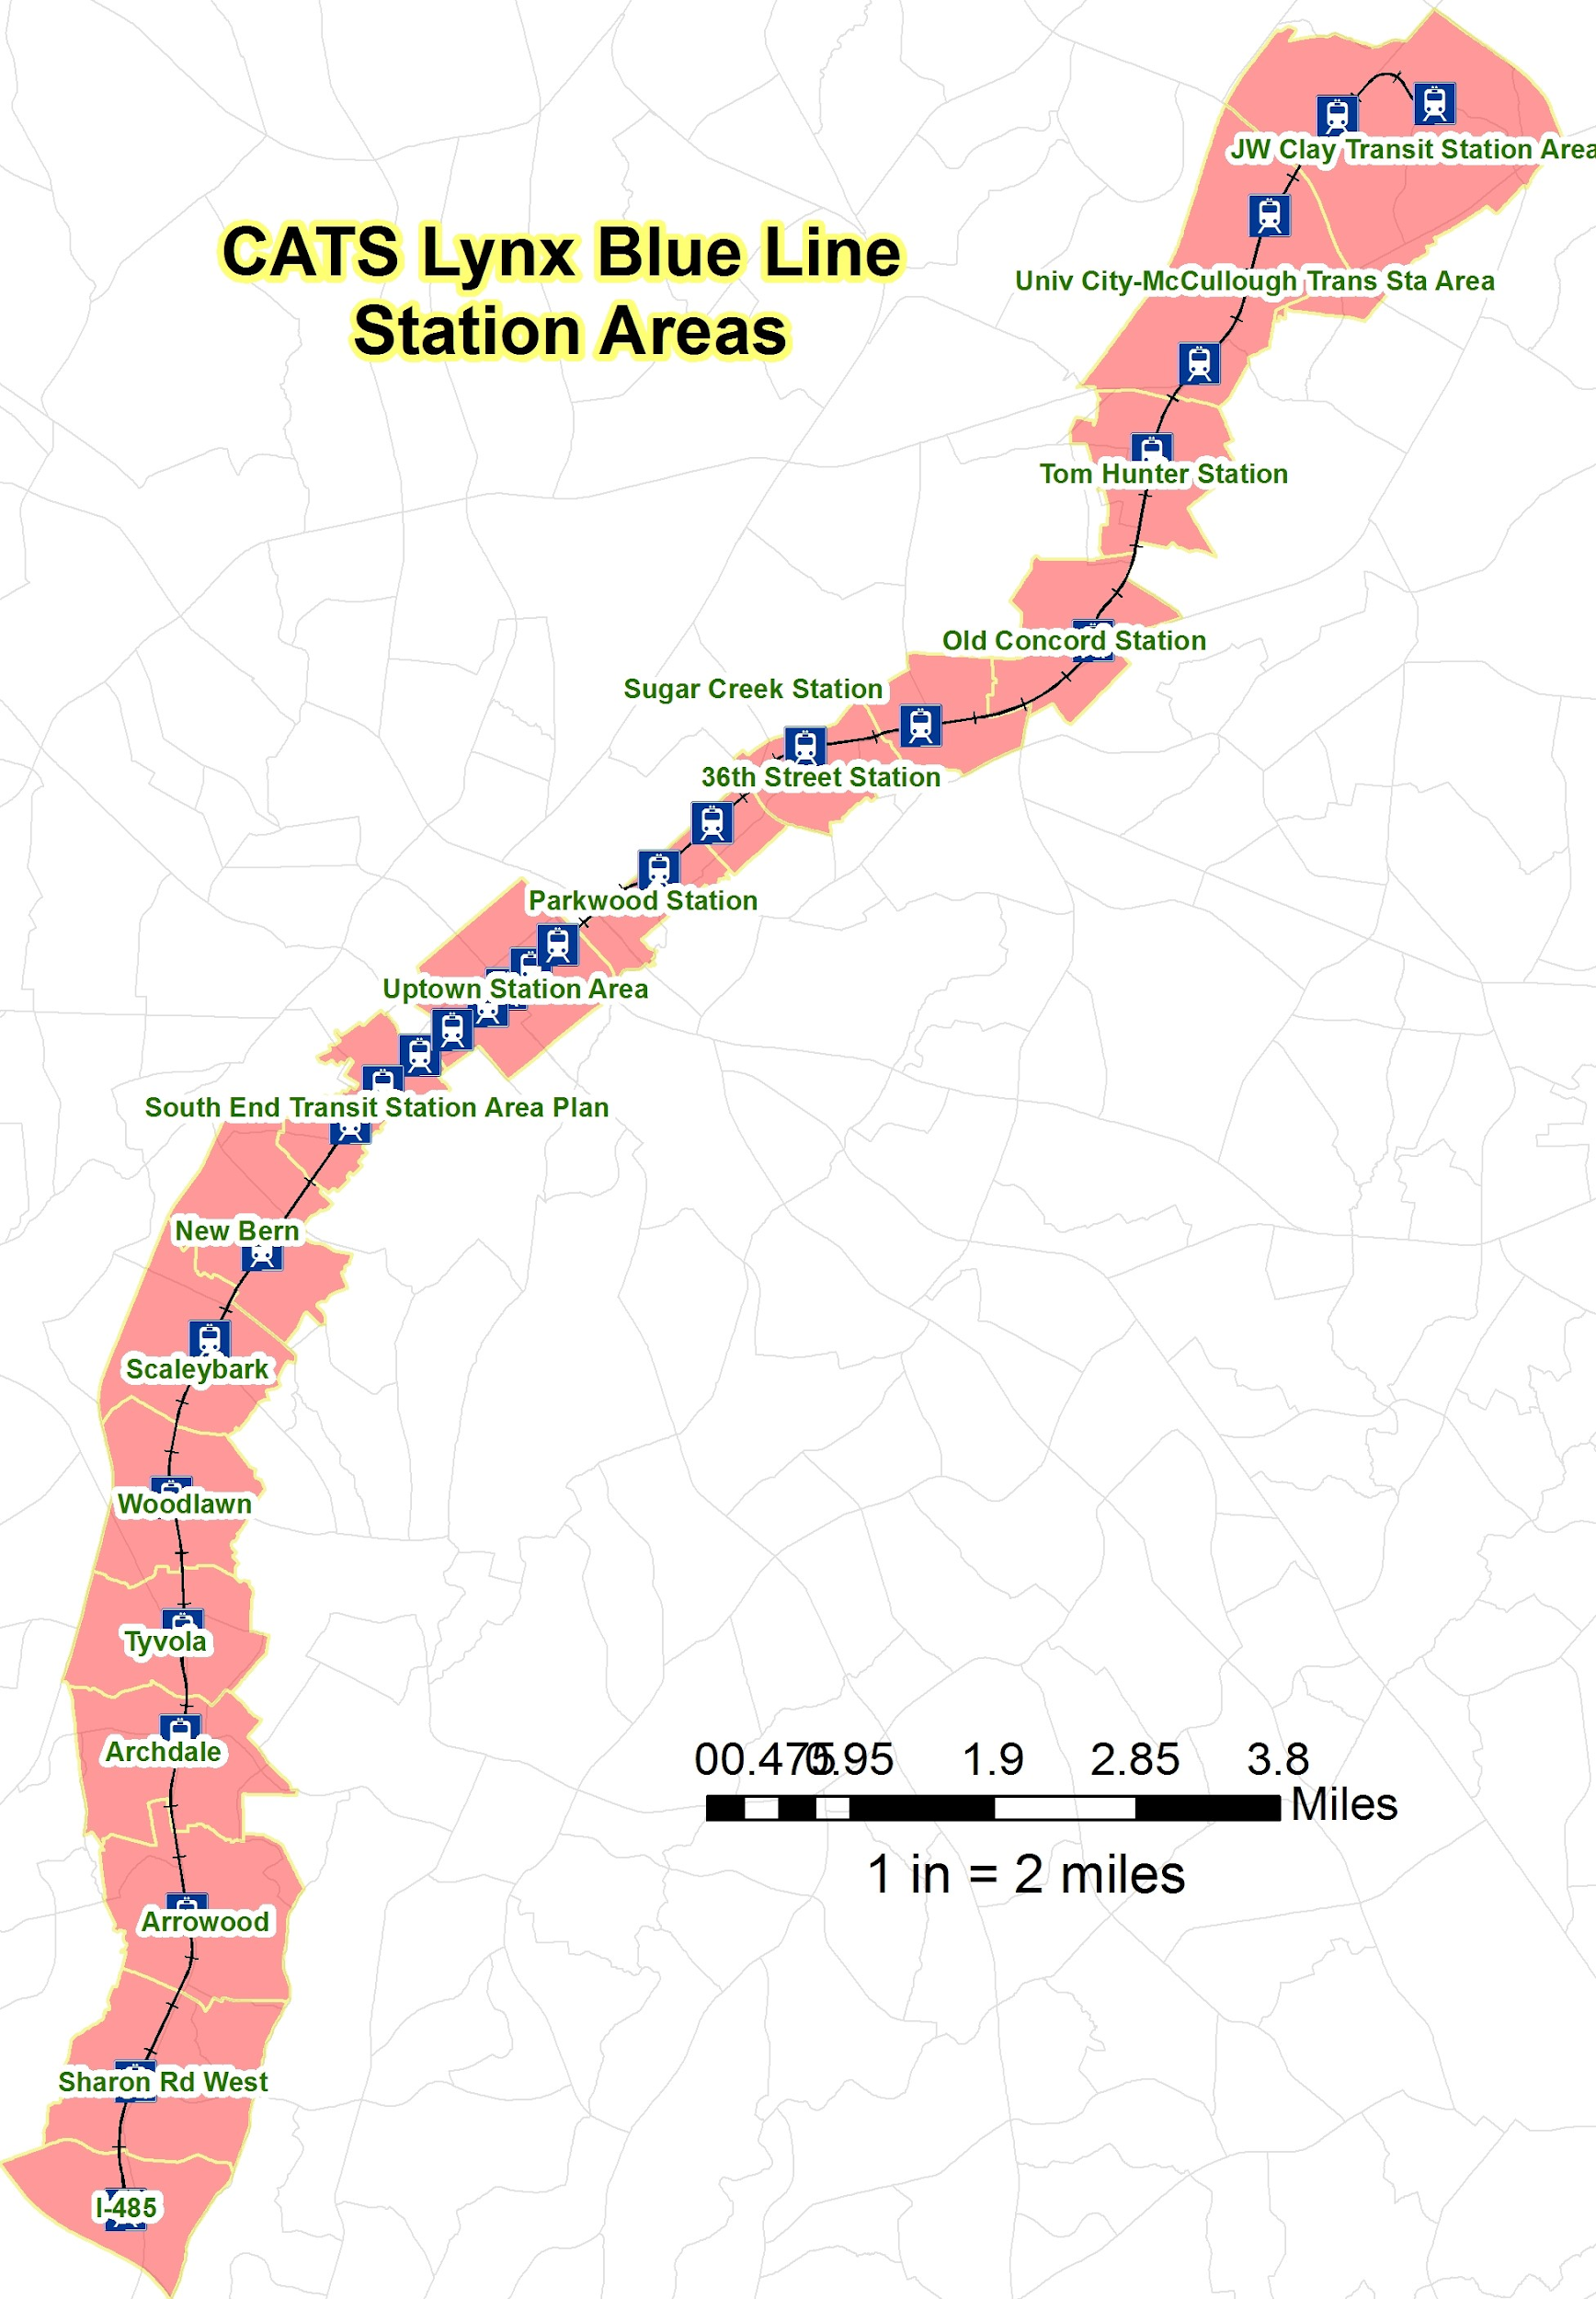 JW Clay Transit Station Area
CATS Lynx Blue Line
Station Areas
Univ City-McCullough Trans Sta Area
Tom Hunter Station
Old Concord Station
Sugar Creek Station
36th Street Station
Parkwood Station
Uptown Station Area
South End Transit Station Area Plan
New Bern
Scaleybark
Woodlawn
Tyvola
Archdale
00.4750.95 1.9 2.85 3.8
Miles
1 in = 2 miles
Arrowood
Sharon Rd West
I-485